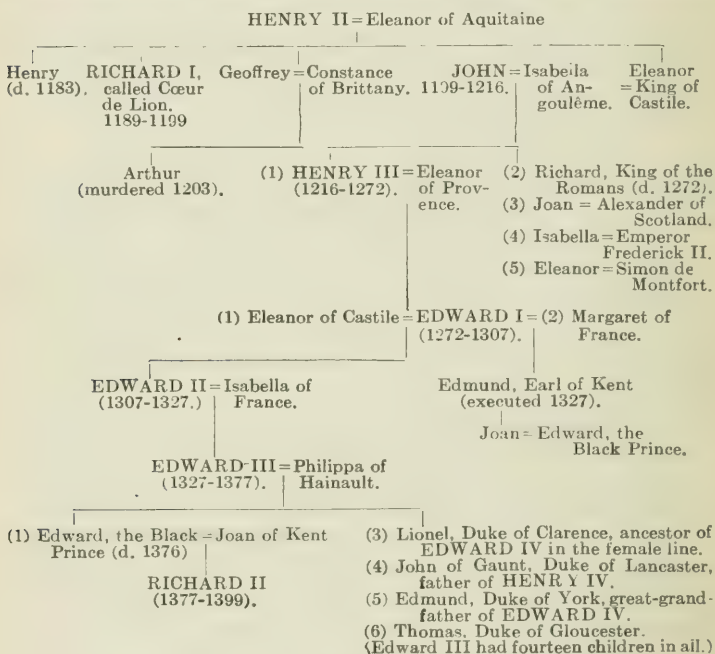 HENRY II = Eleanor of Aquitaine
Henry RICHARD I, Geoffrey = Constance JOHN = Isabella Eleanor
(d. 1183). called Cœur of Brittany. 1199-1216. of An- = King of
de Lion. goulême. Castile.
1189-1199
Arthur (1) HENRY III = Eleanor (2) Richard, King of the
(murdered 1203). (1216-1272). of Prov- Romans (d. 1272).
ence. (3) Joan = Alexander of
Scotland.
(4) Isabella = Emperor
Frederick II.
(5) Eleanor = Simon de
Montfort.
(1) Eleanor of Castile = EDWARD I = (2) Margaret of
(1272-1307). France.
EDWARD II = Isabella of Edmund, Earl of Kent
(1307-1327.) France. (executed 1327).
Joan = Edward, the
Black Prince.
EDWARD III = Philippa of
(1327-1377). Hainault.
(1) Edward, the Black = Joan of Kent (3) Lionel, Duke of Clarence, ancestor of
Prince (d. 1376) EDWARD IV in the female line.
RICHARD II (4) John of Gaunt, Duke of Lancaster,
(1377-1399). father of HENRY IV.
(5) Edmund, Duke of York, great-grand-
father of EDWARD IV.
(6) Thomas, Duke of Gloucester.
(Edward III had fourteen children in all.)